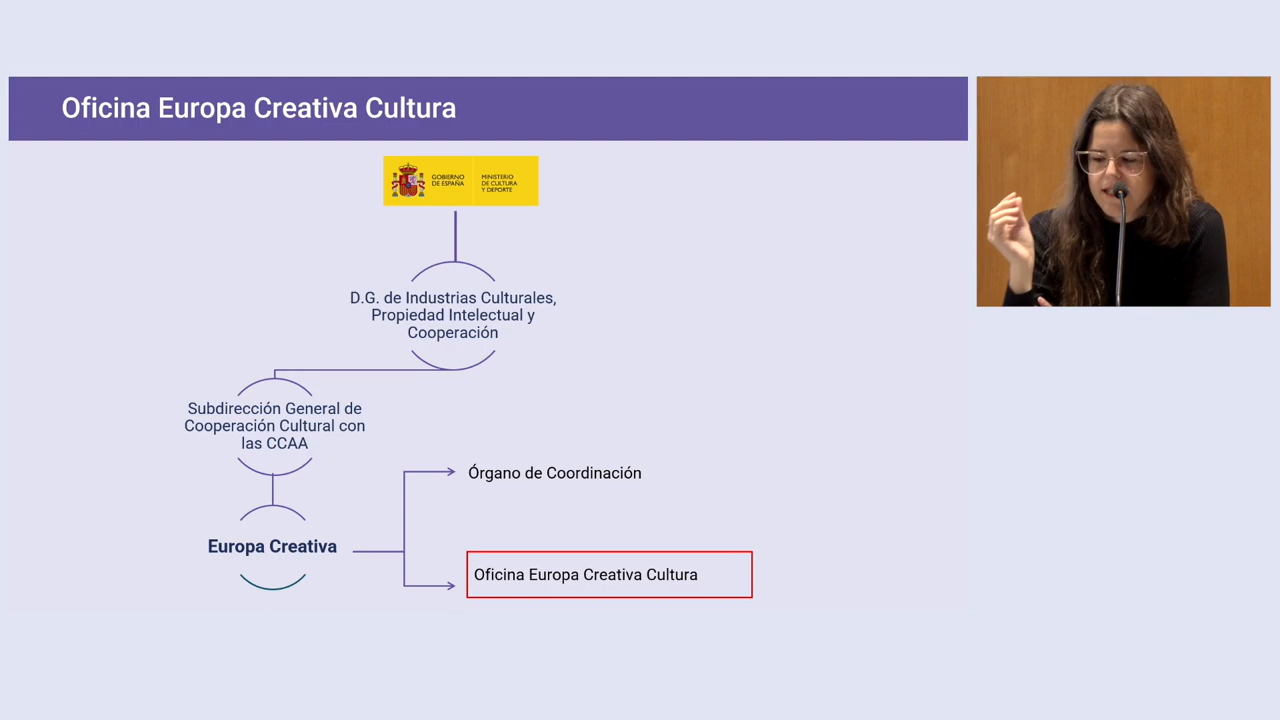 Oficina Europa Creativa Cultura
GOBIERNO
DE ESPAÑA
MINISTERIO
DE CULTURA
Y DEPORTE
D.G. de Industrias Culturales,
Propiedad Intelectual y
Cooperación
Subdirección General de
Cooperación Cultural con
las CCAA
Órgano de Coordinación
Europa Creativa
Oficina Europa Creativa Cultura